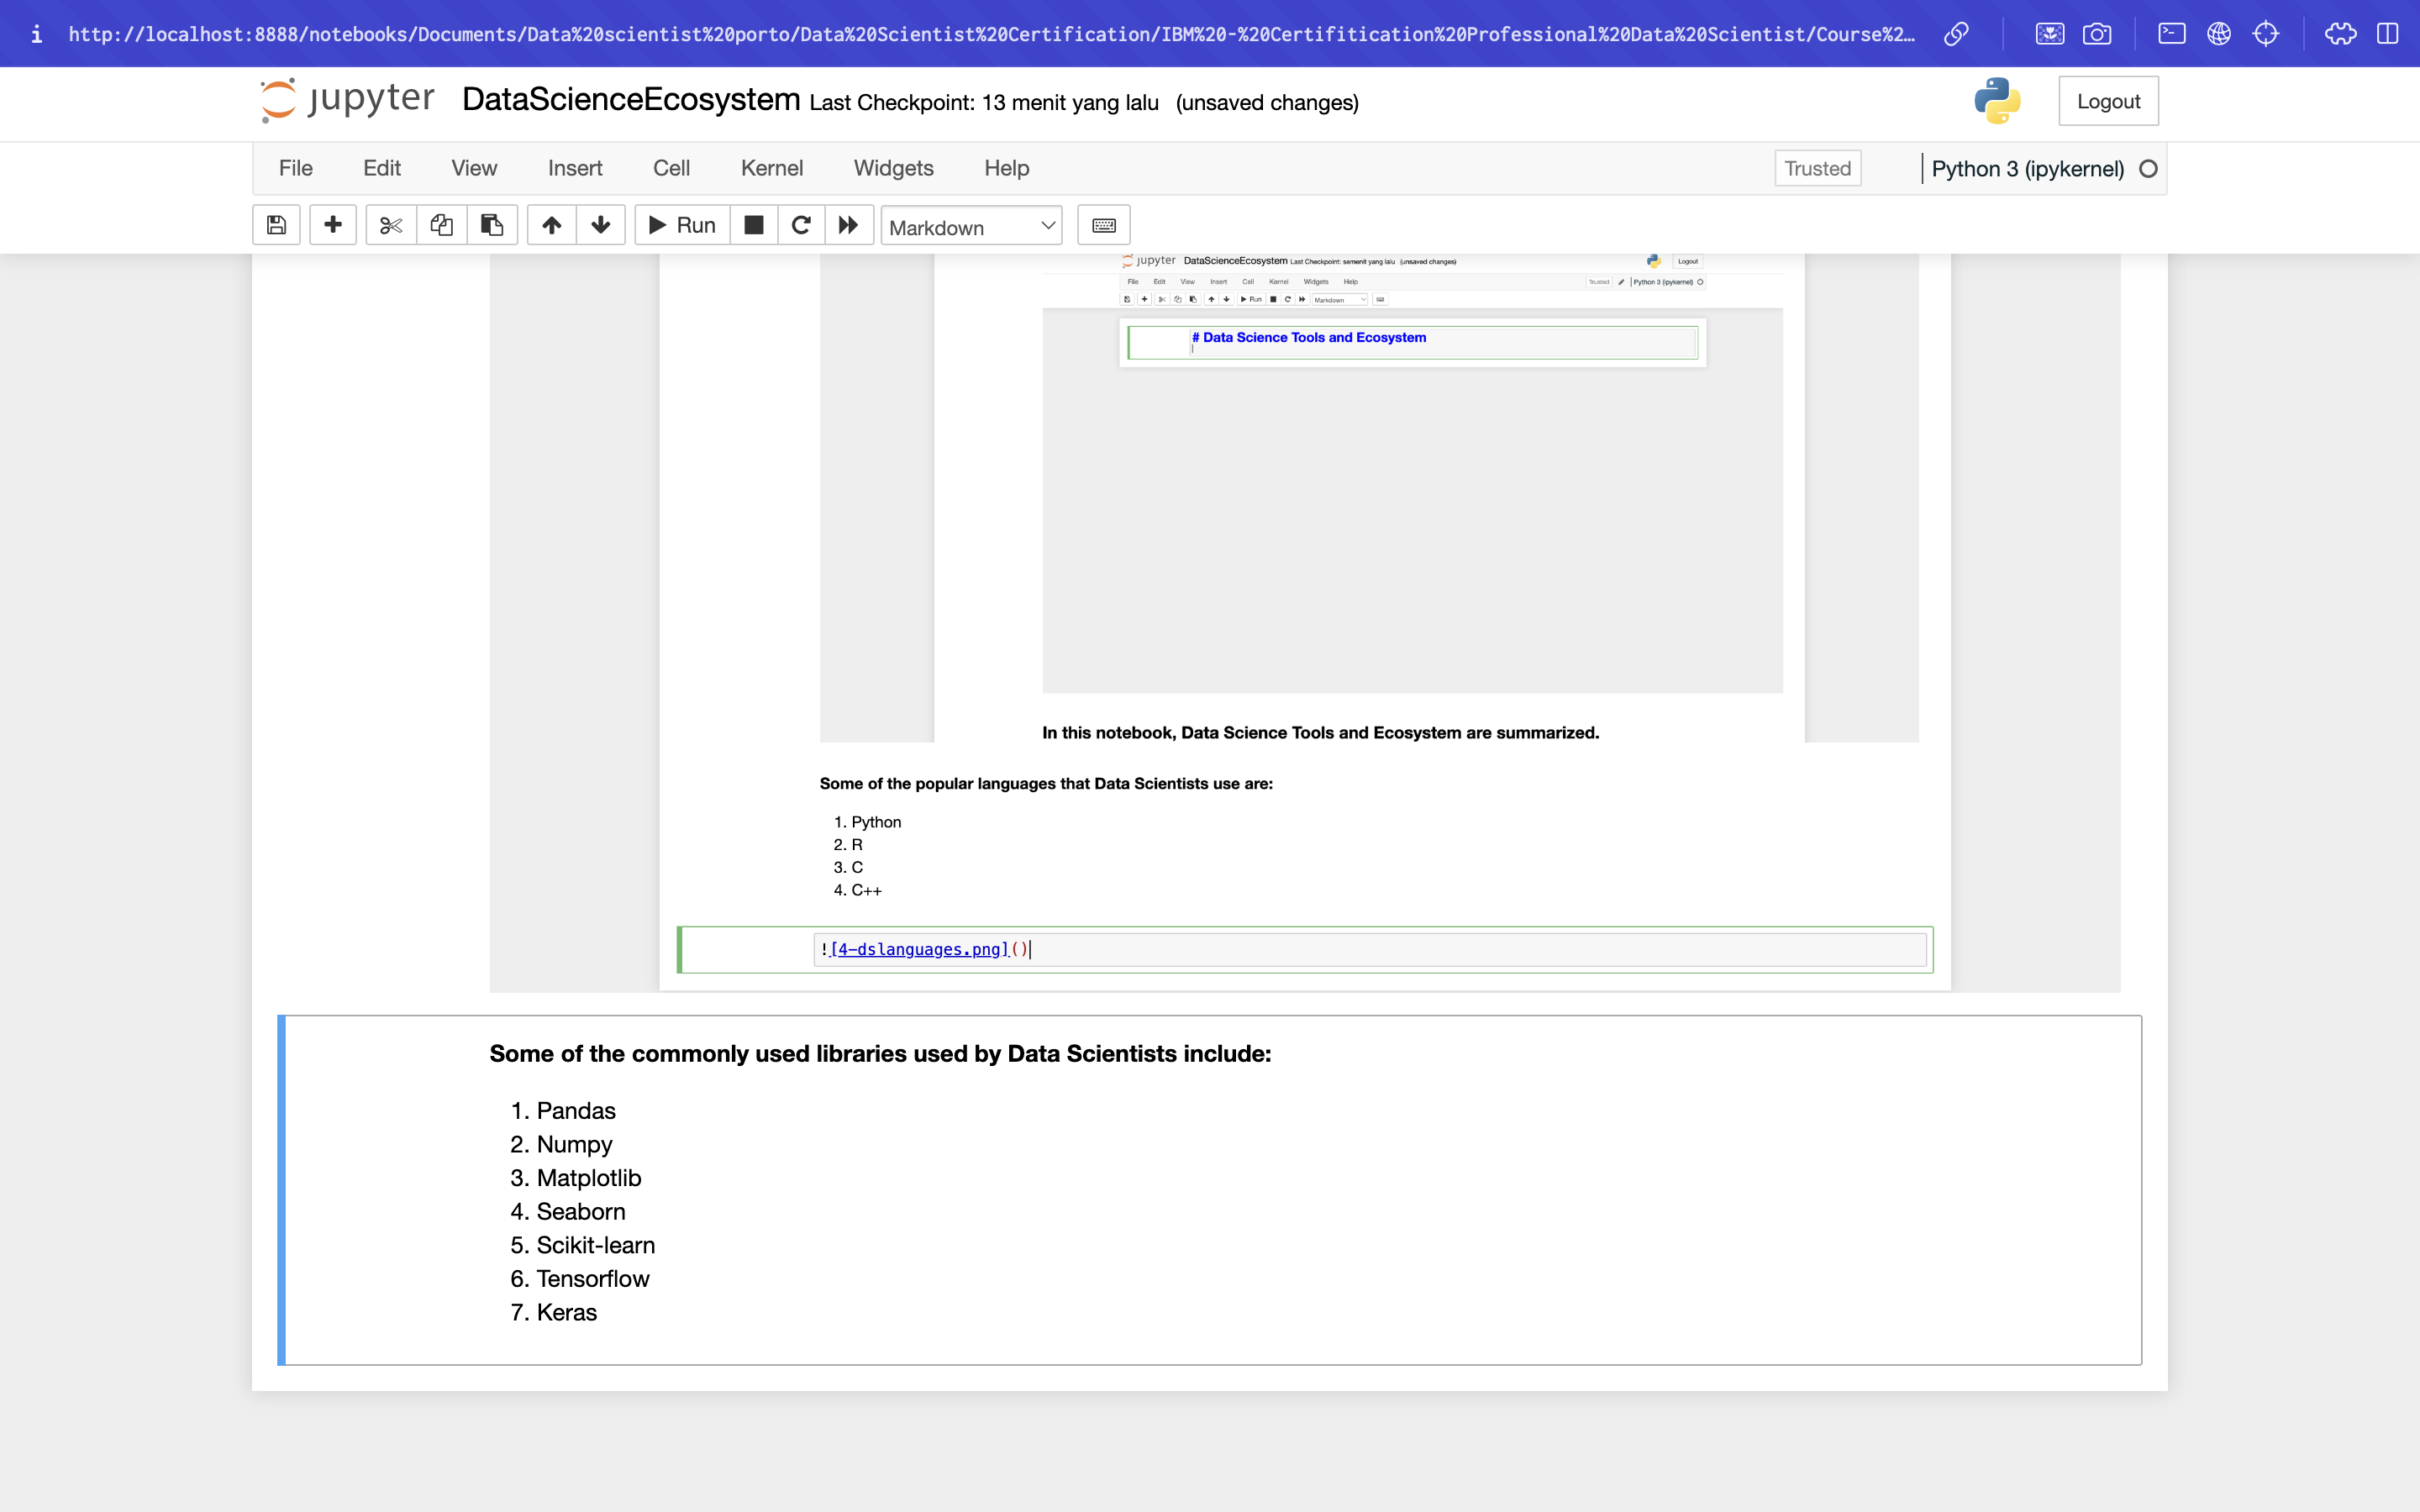 i http://localhost:8888/notebooks/Documents/Data%20scientist%20porto/Data%20Scientist%20Certification/IBM%20-%20Certifitication%20Professional%20Data%20Scientist/Course%2…
jupyter DataScienceEcosystem Last Checkpoint: 13 menit yang lalu (unsaved changes) Logout
File Edit View Insert Cell Kernel Widgets Help Trusted Python 3 (ipykernel)
Run Markdown
jupyter DataScienceEcosystem Last Checkpoint: semenit yang lalu (unsaved changes) Logout
File Edit View Insert Cell Kernel Widgets Help Trusted Python 3 (ipykernel)
Run Markdown
# Data Science Tools and Ecosystem
In this notebook, Data Science Tools and Ecosystem are summarized.
Some of the popular languages that Data Scientists use are:
1. Python
2. R
3. C
4. C++
![4-dslanguages.png]()
Some of the commonly used libraries used by Data Scientists include:
1. Pandas
2. Numpy
3. Matplotlib
4. Seaborn
5. Scikit-learn
6. Tensorflow
7. Keras